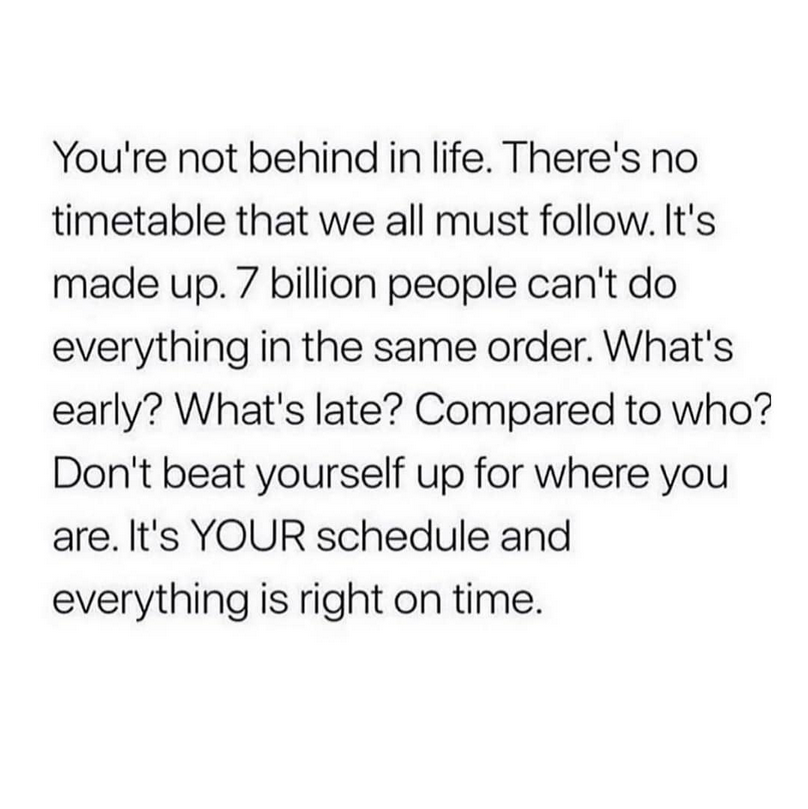 You're not behind in life. There's no
timetable that we all must follow. It's
made up. 7 billion people can't do
everything in the same order. What's
early? What's late? Compared to who?
Don't beat yourself up for where you
are. It's YOUR schedule and
everything is right on time.